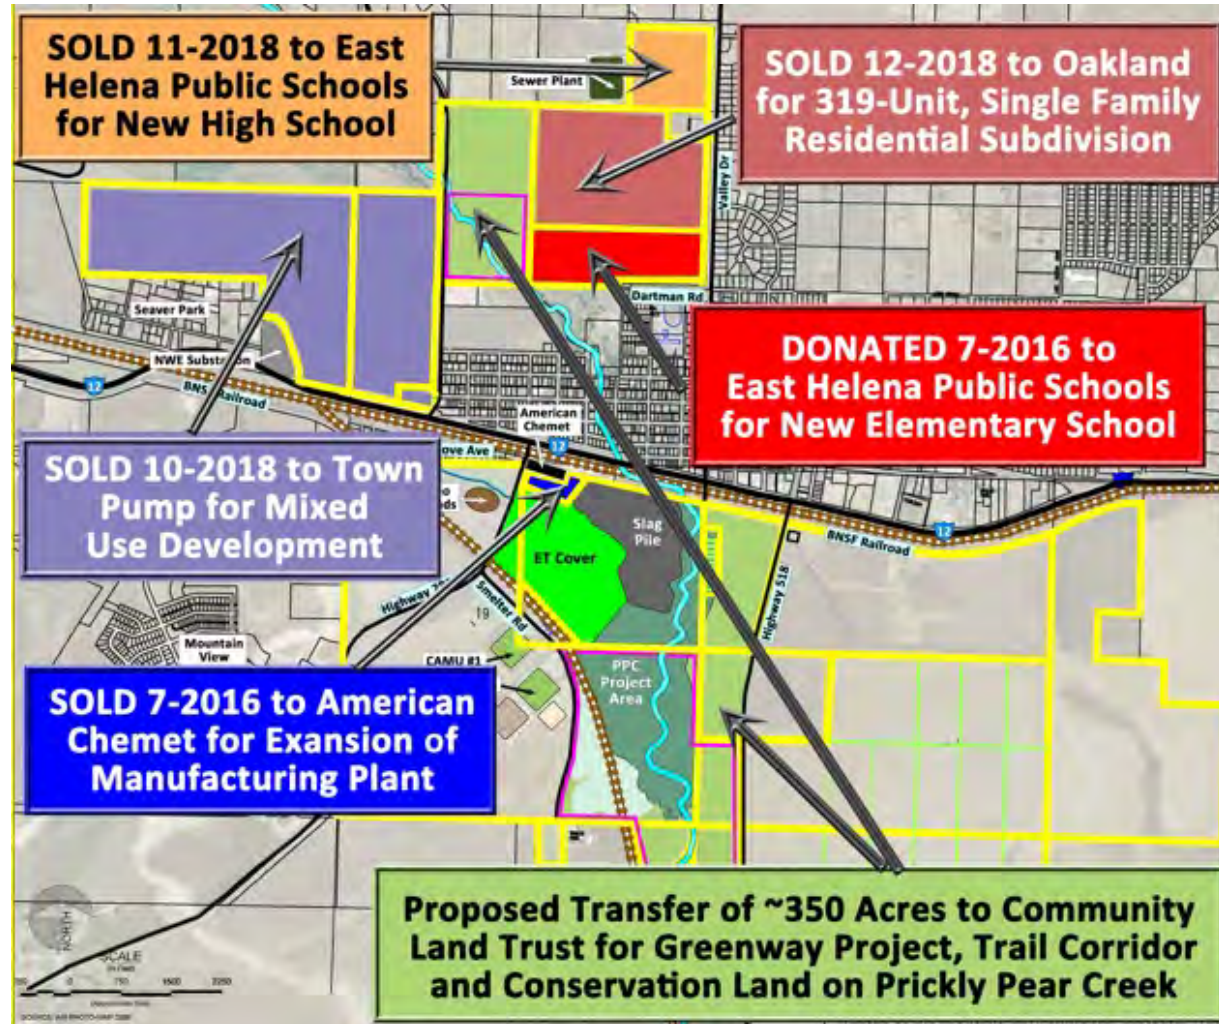 SOLD 11-2018 to East
Helena Public Schools
for New High School
Sewer Plant
SOLD 12-2018 to Oakland
for 319-Unit, Single Family
Residential Subdivision
Valley Dr
Seaver Park
NWE Substation
12
BNSF Railroad
Dartman Rd
DONATED 7-2016 to
East Helena Public Schools
for New Elementary School
American
Chemet
12
SOLD 10-2018 to Town
Pump for Mixed
Use Development
Ave
Slag
Pile
ET Cover
12
BNSF Railroad
Highway 518
Highway
Smelter Rd
19
Mountain
View
CAMU #1
PPC
Project
Area
SOLD 7-2016 to American
Chemet for Exansion of
Manufacturing Plant
Proposed Transfer of ~350 Acres to Community
Land Trust for Greenway Project, Trail Corridor
and Conservation Land on Prickly Pear Creek
NORTH
SCALE
0 750 1500 2250